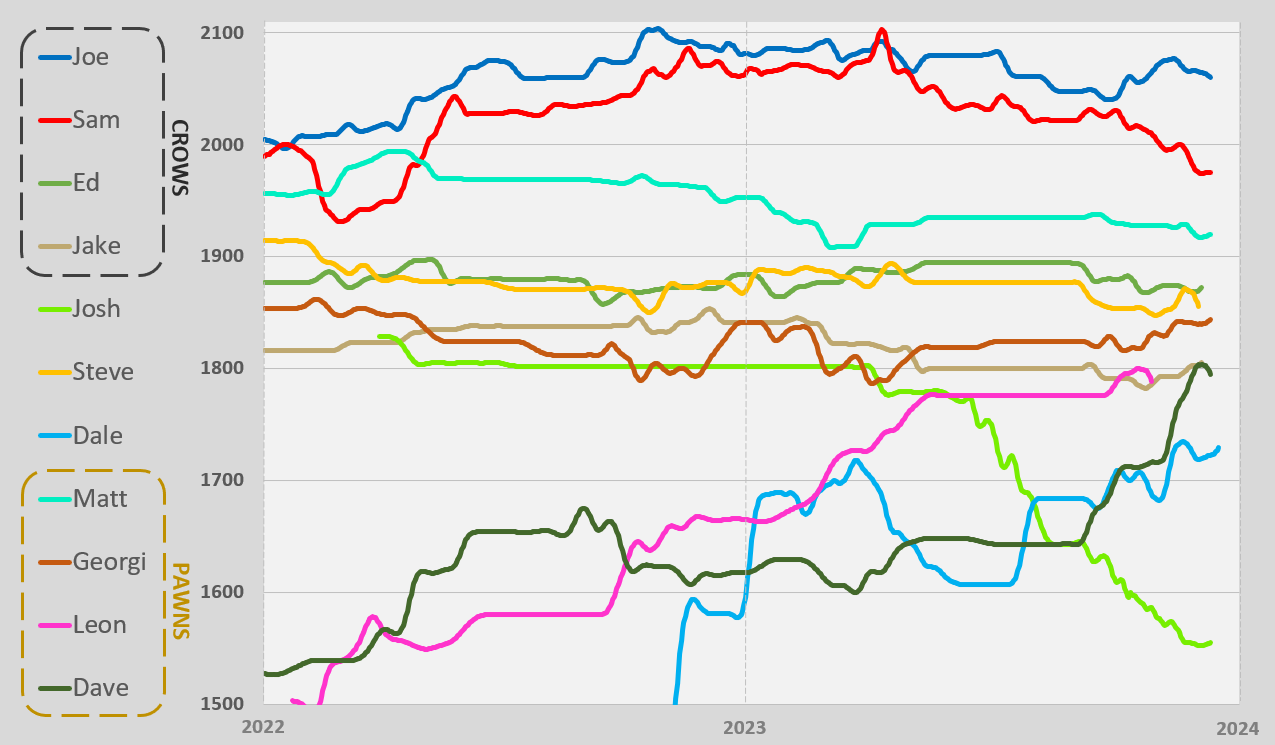 Joe
Sam
Ed
Jake
Josh
Steve
Dale
Matt
Georgi
Leon
Dave
CROWS
PAWNS
2100
2000
1900
1800
1700
1600
1500
2022
2023
2024